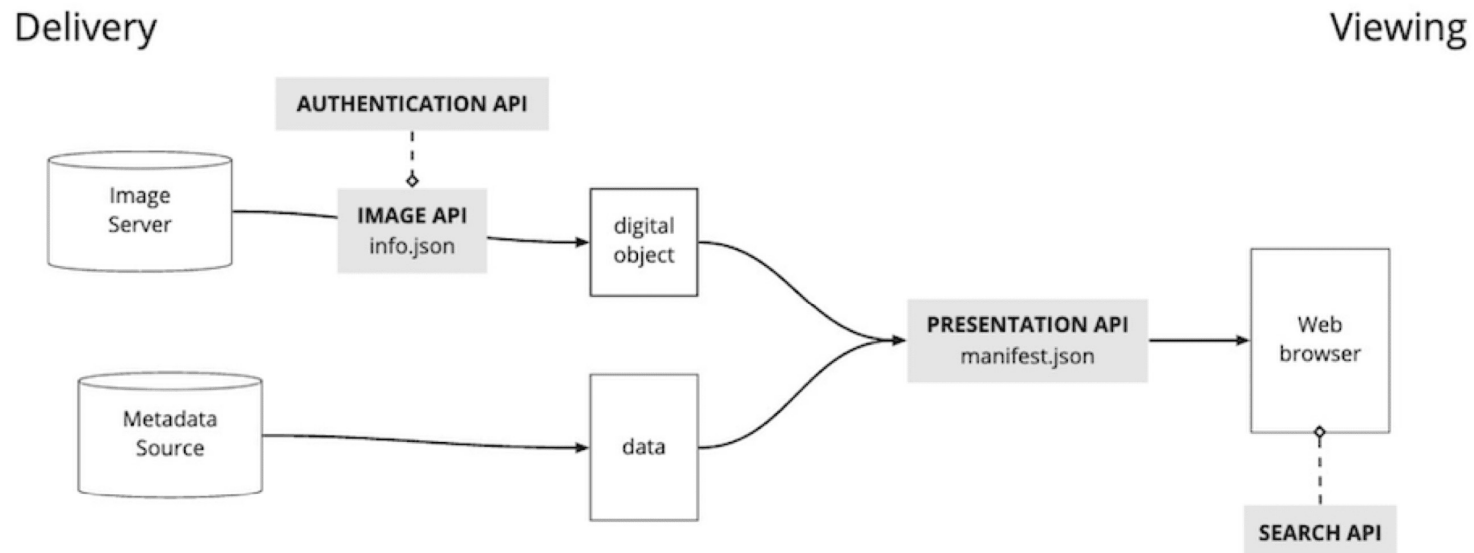 Delivery
Viewing
AUTHENTICATION API
Image
Server
IMAGE API
info.json
digital
object
PRESENTATION API
manifest.json
Web
browser
Metadata
Source
data
SEARCH API